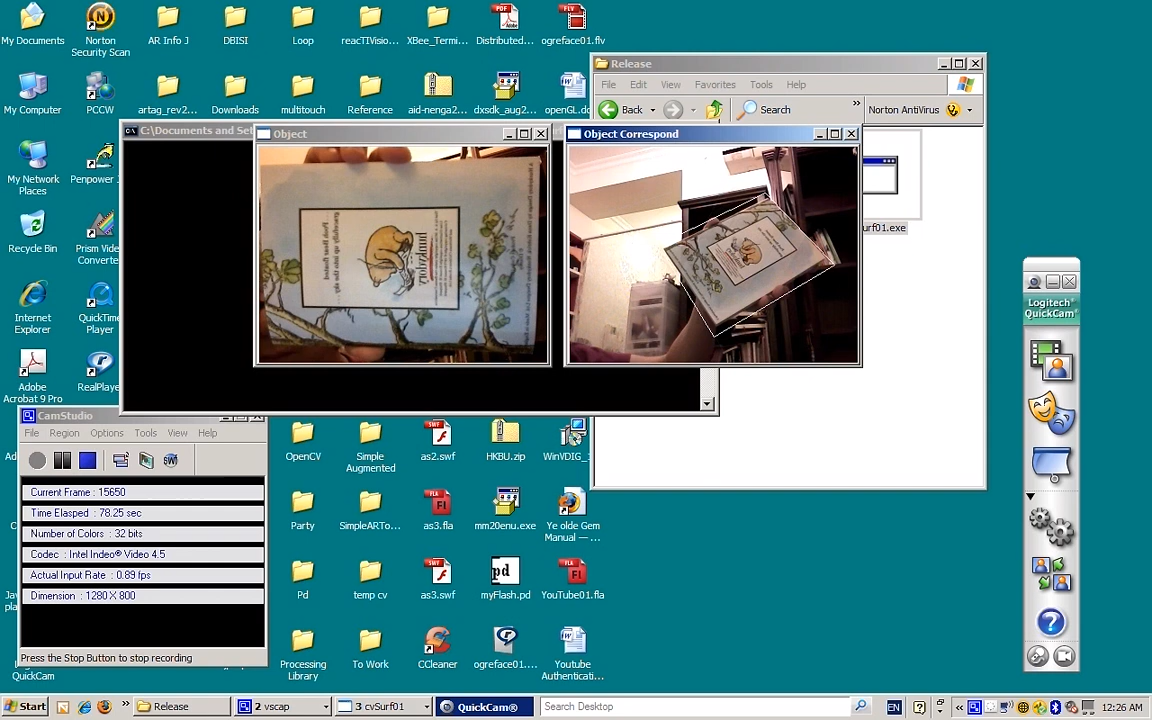 My Documents
Norton
Security Scan
AR Info J
DBISI
Loop
reacTIVisio...
XBee_Termi...
Distributed...
ogreface01.flv
My Computer
PCCW
artag_rev2...
Downloads
multitouch
Reference
aid-nenga2...
dxsdk_aug2...
openGL.do
Release
File Edit View Favorites Tools Help
Back
Search
Norton AntiVirus
C:\Documents and Set
Object
Object Correspond
My Network
Places
Penpower J
Recycle Bin
Prism Vide
Converte
urf01.exe
Internet
Explorer
QuickTime
Player
Adobe
Acrobat 9 Pro
RealPlaye
Logitech®
QuickCam®
CamStudio
File Region Options Tools View Help
Current Frame : 15650
Time Elasped : 78.25 sec
Number of Colors : 32 bits
Codec : Intel Indeo® Video 4.5
Actual Input Rate : 0.89 fps
Dimension : 1280 X 800
Press the Stop Button to stop recording
QuickCam
OpenCV
Simple
Augmented
as2.swf
HKBU.zip
WinVDIG_1
Party
SimpleARTo...
as3.fla
mm20enu.exe
Ye olde Gem
Manual — ...
Pd
temp cv
as3.swf
pd
myFlash.pd
YouTube01.fla
Processing
Library
To Work
CCleaner
ogreface01....
Youtube
Authenticati...
Start
Release
2 vscap
3 cvSurf01
QuickCam®
Search Desktop
EN
12:26 AM